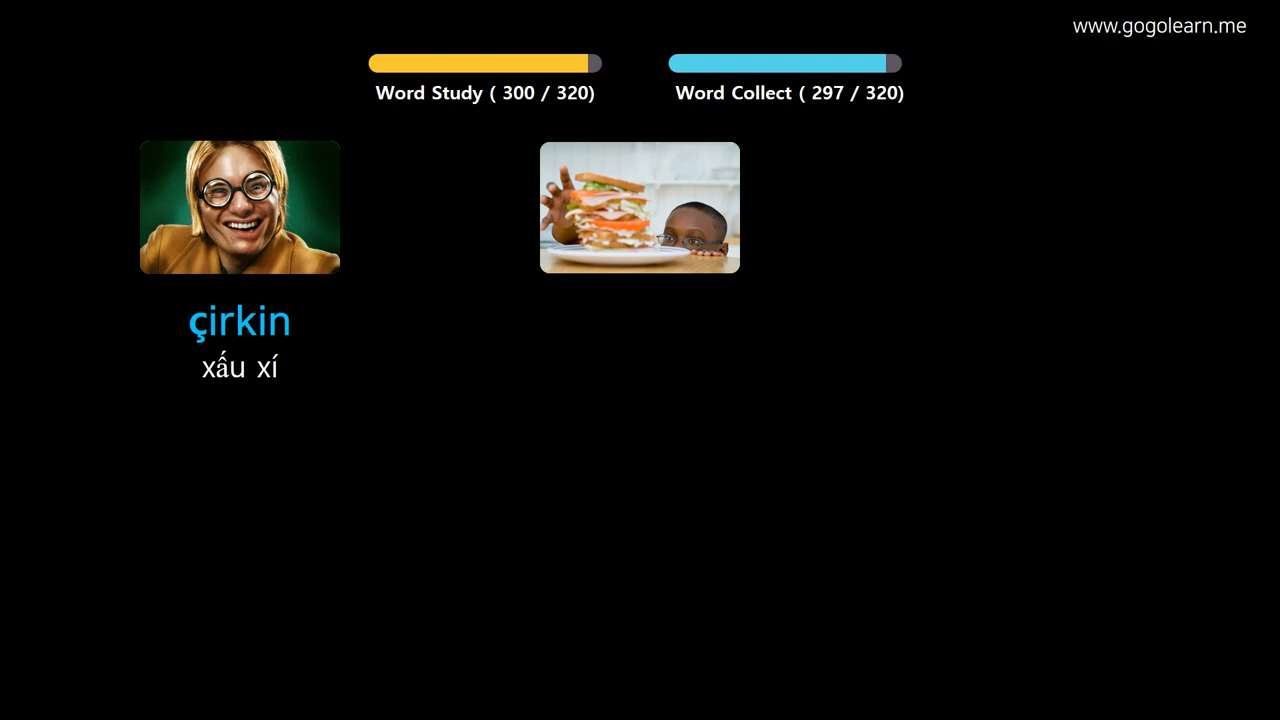 www.gogolearn.me
Word Study ( 300 / 320)
Word Collect ( 297 / 320)
çirkin
xấu xí